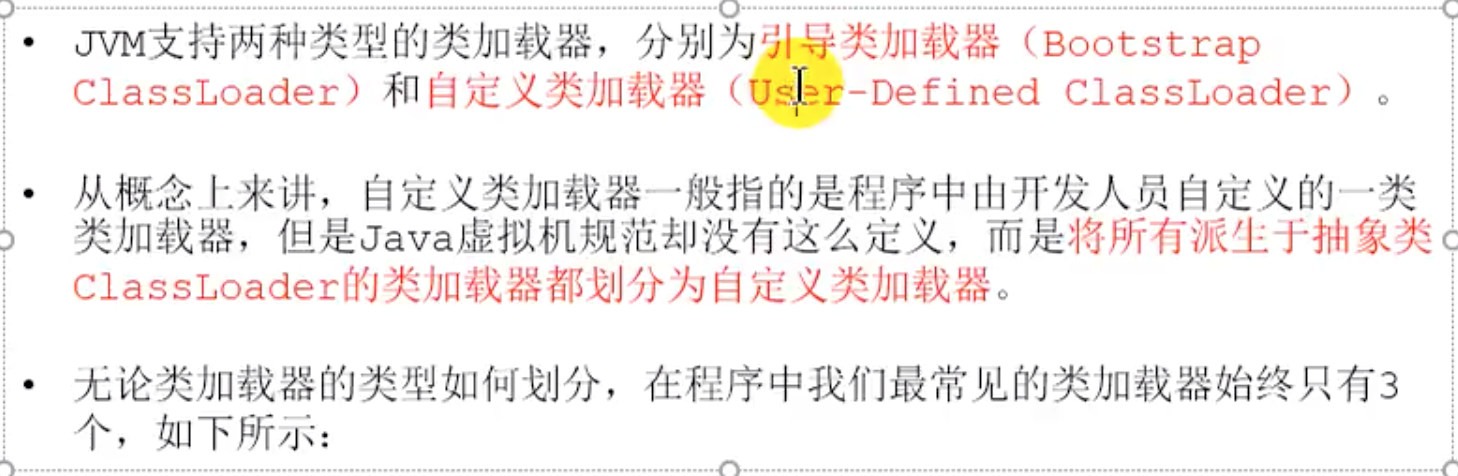 • JVM支持两种类型的类加载器，分别为引导类加载器（Bootstrap
ClassLoader）和自定义类加载器（User-Defined ClassLoader）。
• 从概念上来讲，自定义类加载器一般指的是程序中由开发人员自定义的一类
类加载器，但是Java虚拟机规范却没有这么定义，而是将所有派生于抽象类
ClassLoader的类加载器都划分为自定义类加载器。
• 无论类加载器的类型如何划分，在程序中我们最常见的类加载器始终只有3
个，如下所示：